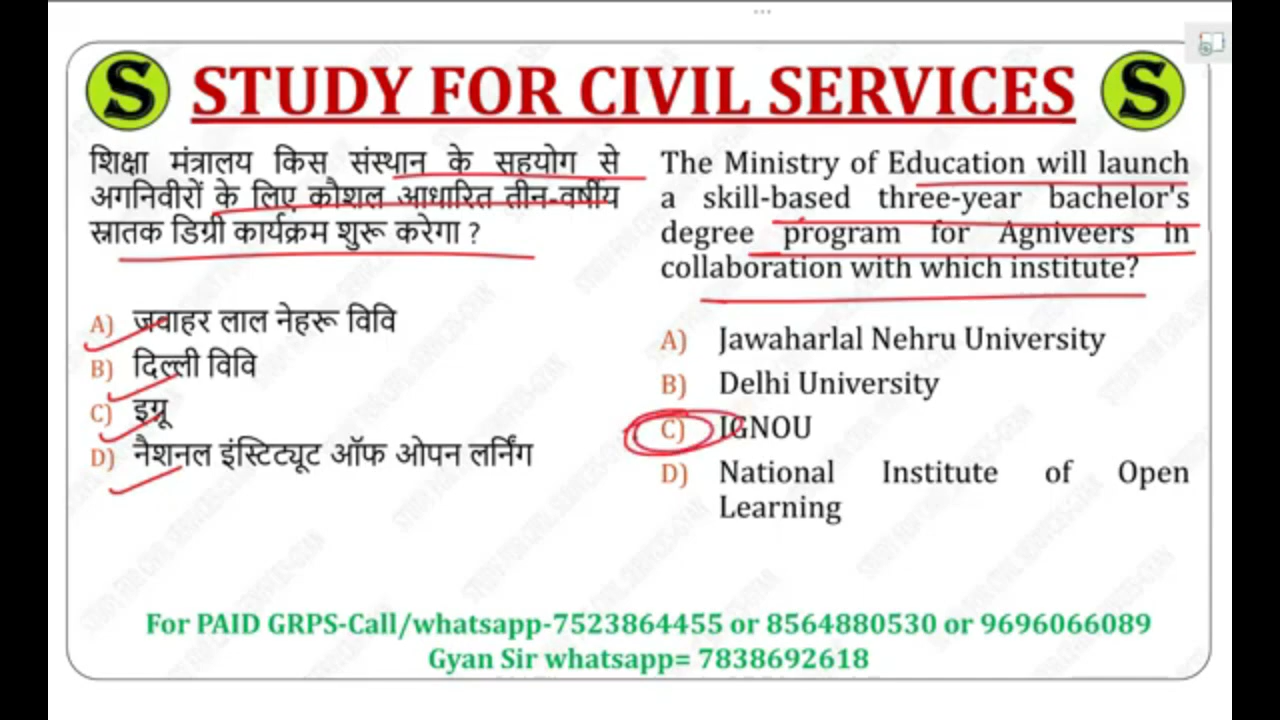 S STUDY FOR CIVIL SERVICES S
शिक्षा मंत्रालय किस संस्थान के सहयोग से
अगनिवीरों के लिए कौशल आधारित तीन-वर्षीय
स्नातक डिग्री कार्यक्रम शुरू करेगा ?
A) जवाहर लाल नेहरू विवि
B) दिल्ली विवि
C) इग्रू
D) नैशनल इंस्टिट्यूट ऑफ ओपन लर्निंग
The Ministry of Education will launch
a skill-based three-year bachelor's
degree program for Agniveers in
collaboration with which institute?
A) Jawaharlal Nehru University
B) Delhi University
C) IGNOU
D) National Institute of Open
Learning
For PAID GRPS-Call/whatsapp-7523864455 or 8564880530 or 9696066089
Gyan Sir whatsapp= 7838692618